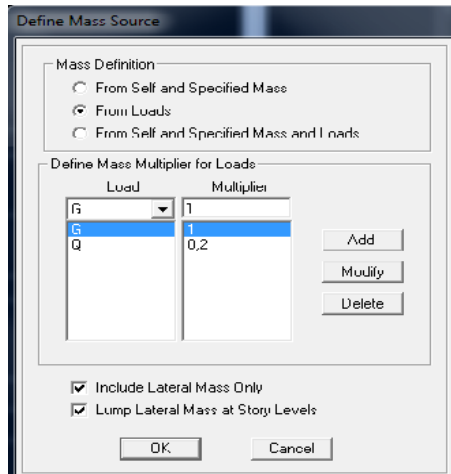 Define Mass Source
Mass Definition
From Self and Specified Mass
From Loads
From Self and Specified Mass and Loads
Define Mass Multiplier for Loads
Load Multiplier
G 1
G 1
Q 0,2
Add
Modify
Delete
Include Lateral Mass Only
Lump Lateral Mass at Story Levels
OK Cancel